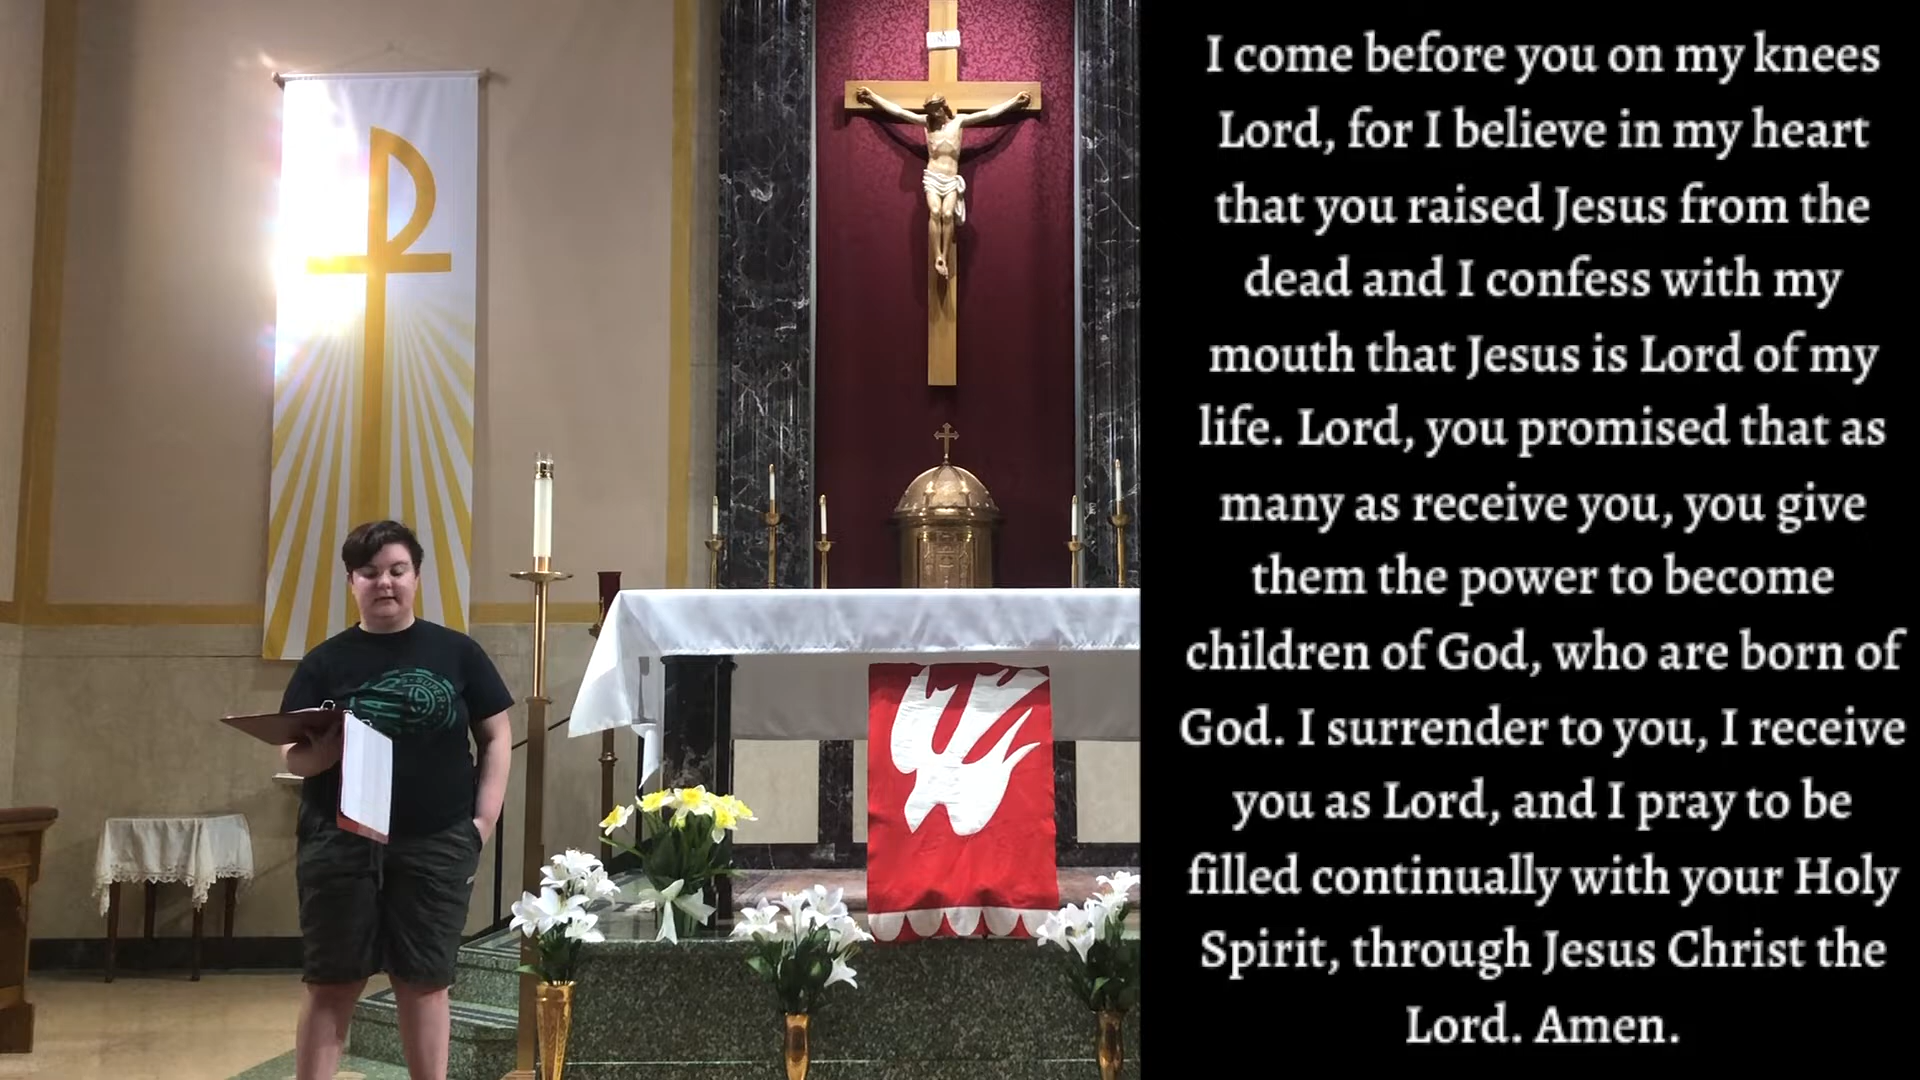 I come before you on my knees
Lord, for I believe in my heart
that you raised Jesus from the
dead and I confess with my
mouth that Jesus is Lord of my
life. Lord, you promised that as
many as receive you, you give
them the power to become
children of God, who are born of
God. I surrender to you, I receive
you as Lord, and I pray to be
filled continually with your Holy
Spirit, through Jesus Christ the
Lord. Amen.